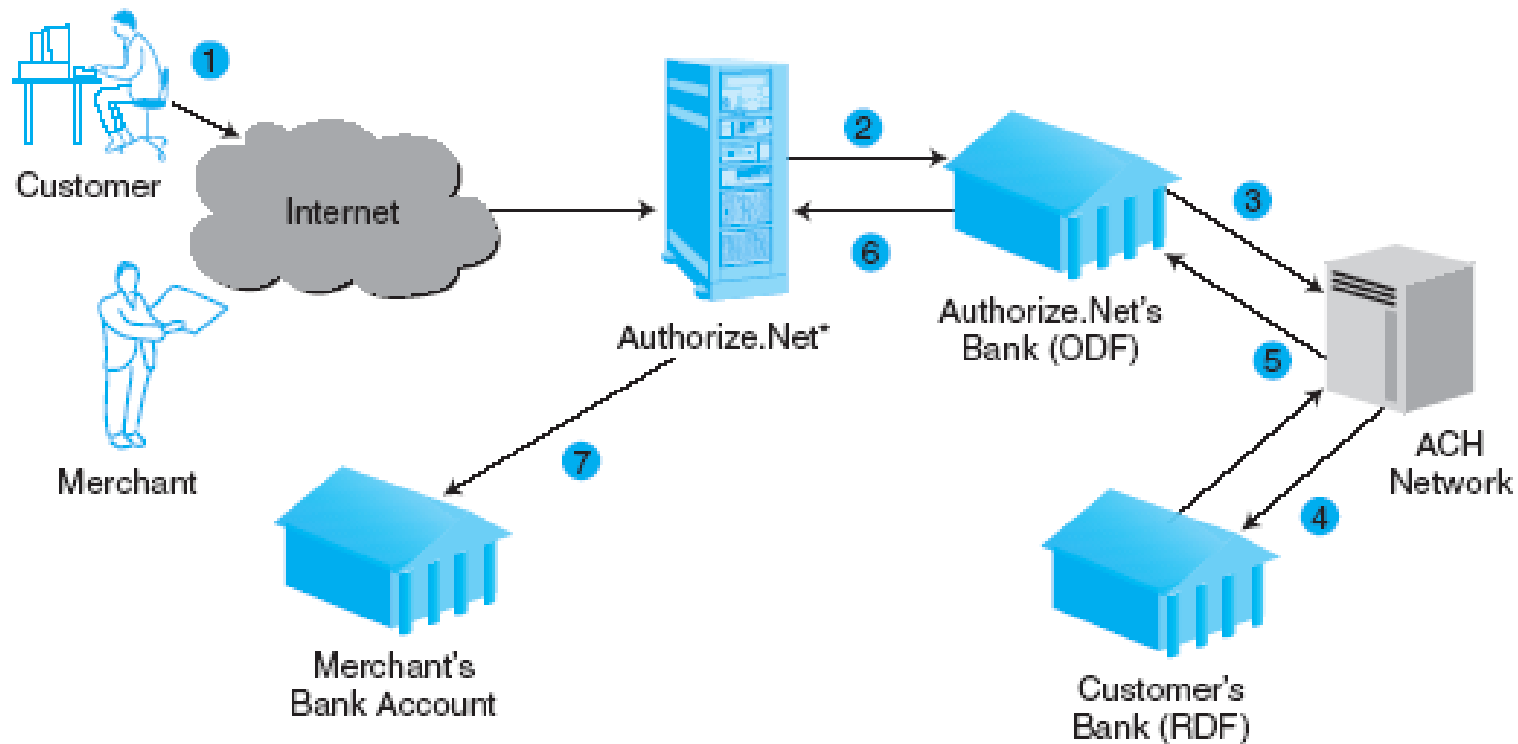 1
Customer
Internet
Merchant
Authorize.Net*
2
6
Authorize.Net's
Bank (ODF)
3
5
ACH
Network
4
7
Merchant's
Bank Account
Customer's
Bank (RDF)